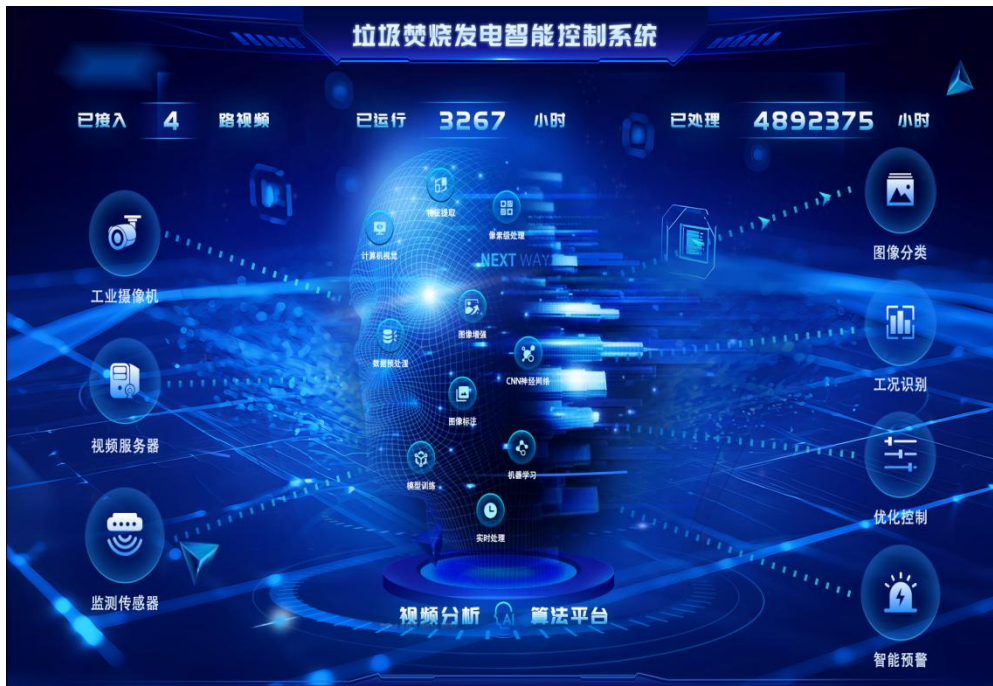 垃圾焚烧发电智能控制系统
已接入 4 路视频 已运行 3267 小时 已处理 4892375 小时
特征提取
像素级处理
计算机视觉
NEXT WAY
图像分类
工业摄像机
图像增强
数据预处理
CNN神经网络
工况识别
图像标注
视频服务器
机器学习
模型训练
优化控制
实时处理
监测传感器
视频分析 AI 算法平台
智能预警